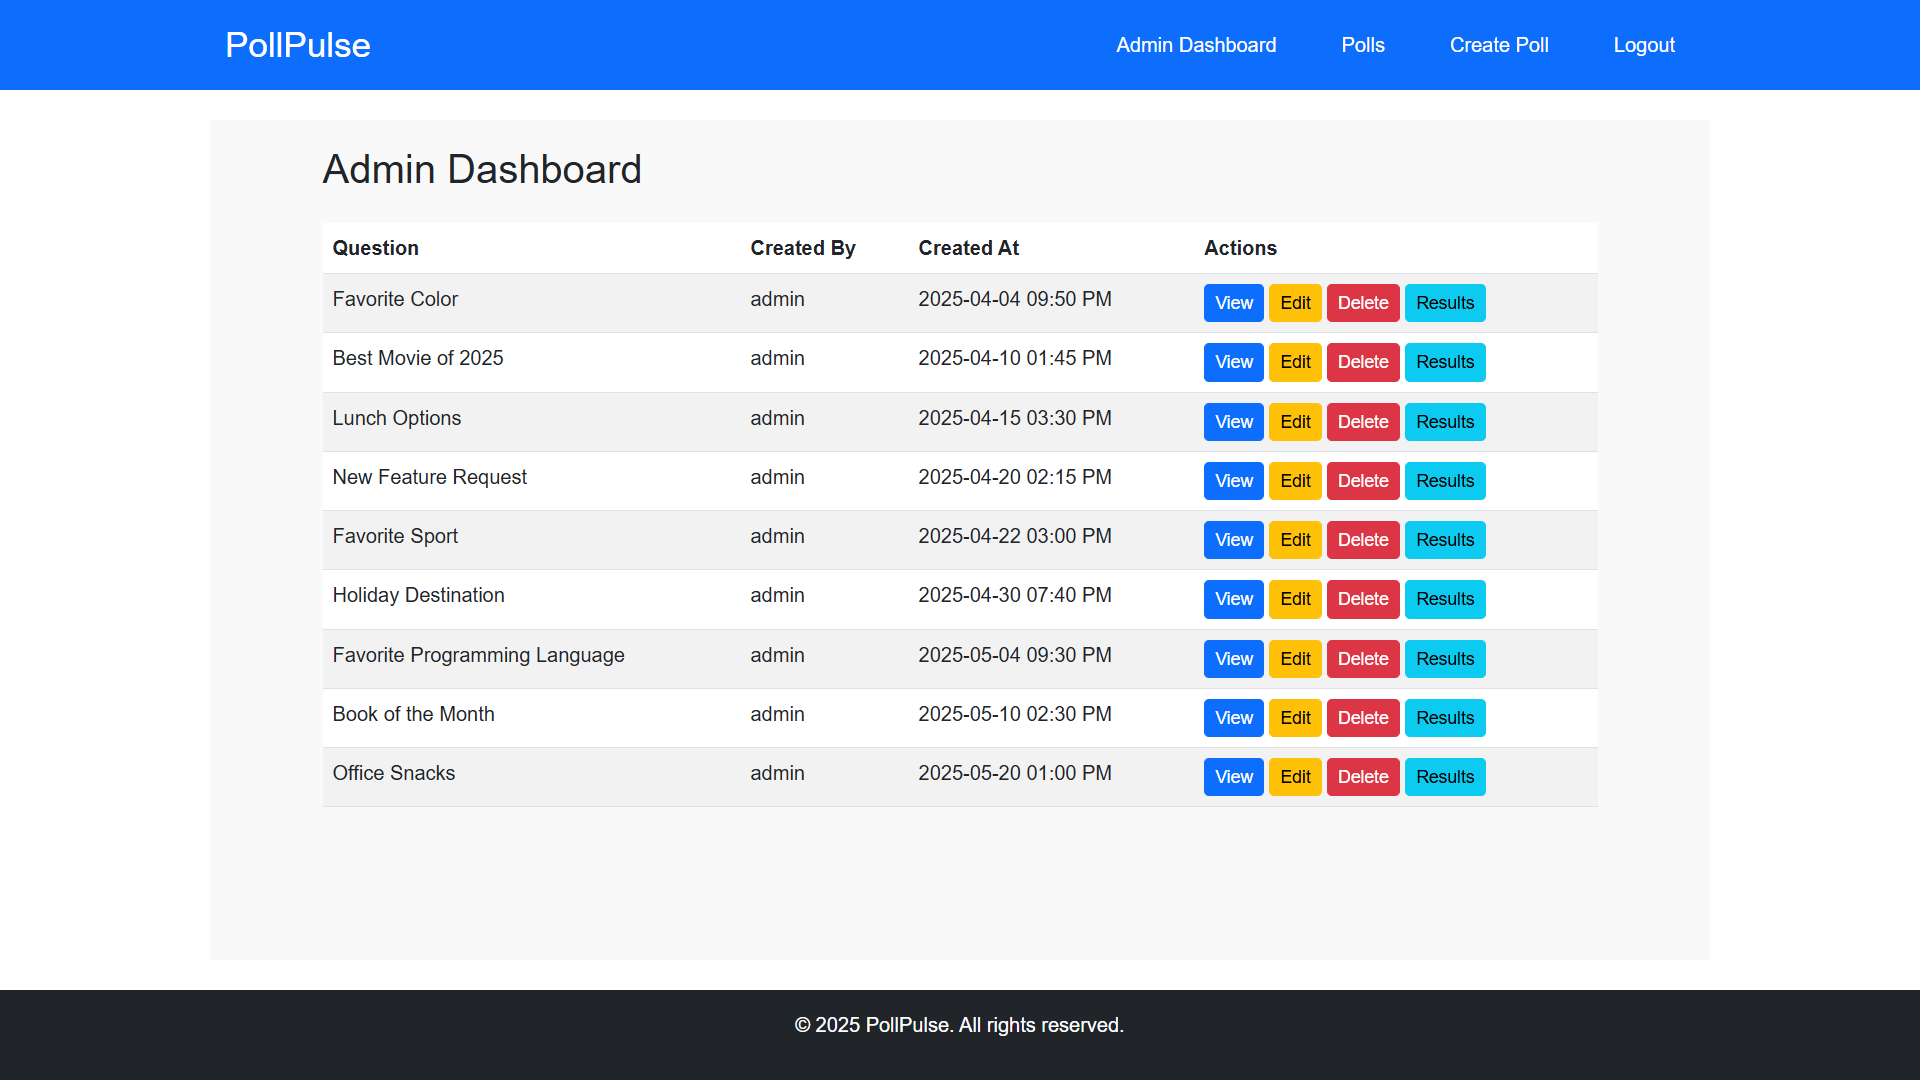 PollPulse Admin Dashboard Polls Create Poll Logout
Admin Dashboard
Question Created By Created At Actions
Favorite Color admin 2025-04-04 09:50 PM View Edit Delete Results
Best Movie of 2025 admin 2025-04-10 01:45 PM View Edit Delete Results
Lunch Options admin 2025-04-15 03:30 PM View Edit Delete Results
New Feature Request admin 2025-04-20 02:15 PM View Edit Delete Results
Favorite Sport admin 2025-04-22 03:00 PM View Edit Delete Results
Holiday Destination admin 2025-04-30 07:40 PM View Edit Delete Results
Favorite Programming Language admin 2025-05-04 09:30 PM View Edit Delete Results
Book of the Month admin 2025-05-10 02:30 PM View Edit Delete Results
Office Snacks admin 2025-05-20 01:00 PM View Edit Delete Results
© 2025 PollPulse. All rights reserved.